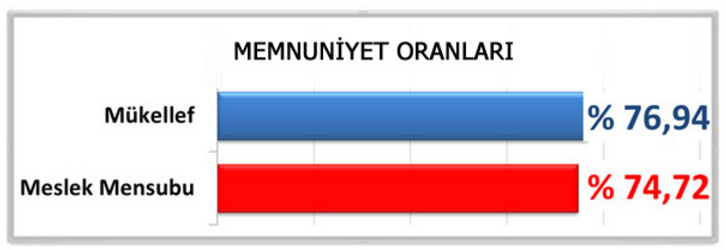 MEMNUNİYET ORANLARI
Mükellef % 76,94
Meslek Mensubu % 74,72